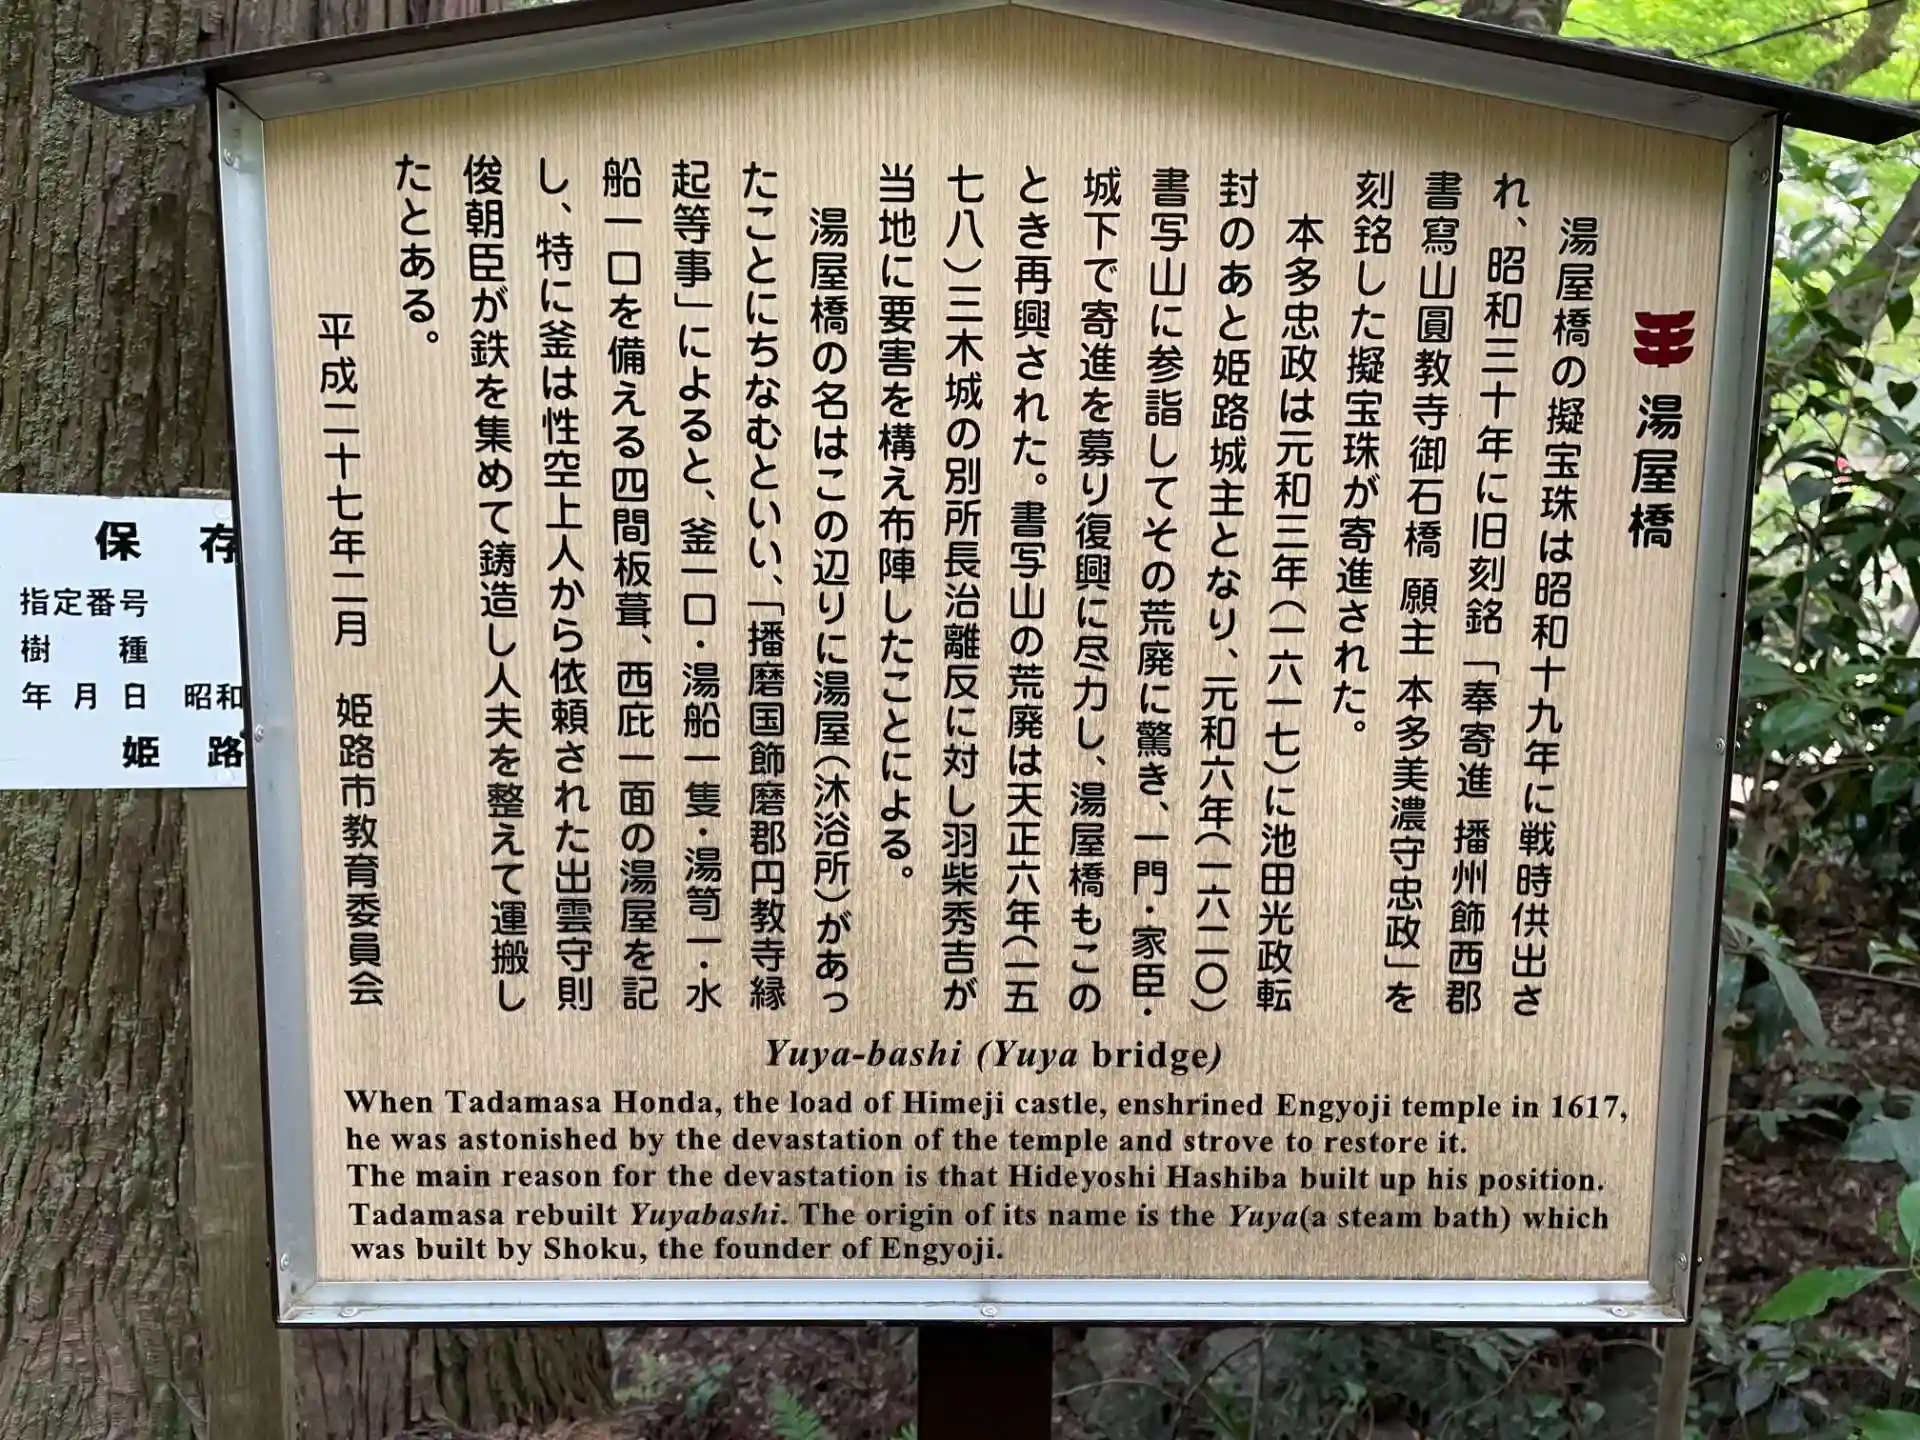 湯屋橋
湯屋橋の擬宝珠は昭和十九年に戦時供出さ
れ、昭和三十年に旧刻銘「奉寄進 播州飾西郡
書寫山圓教寺御石橋 願主 本多美濃守忠政」を
刻銘した擬宝珠が寄進された。
本多忠政は元和三年(一六一七)に池田光政転
封のあと姫路城主となり、元和六年(一六二〇)
書写山に参詣してその荒廃に驚き、一門・家臣・
城下で寄進を募り復興に尽力し、湯屋橋もこの
とき再興された。書写山の荒廃は天正六年(一五
七八)三木城の別所長治離反に対し羽柴秀吉が
当地に要害を構え布陣したことによる。
湯屋橋の名はこの辺りに湯屋(沐浴所)があっ
たことにちなむといい、「播磨国飾磨郡円教寺縁
起等事」によると、釜一口・湯船一隻・湯笥一・水
船一口を備える四間板葺、西庇一面の湯屋を記
し、特に釜は性空上人から依頼された出雲守則
俊朝臣が鉄を集めて鋳造し人夫を整えて運搬し
たとある。
平成二十七年二月 姫路市教育委員会
Yuya-bashi (Yuya bridge)
When Tadamasa Honda, the load of Himeji castle, enshrined Engyoji temple in 1617,
he was astonished by the devastation of the temple and strove to restore it.
The main reason for the devastation is that Hideyoshi Hashiba built up his position.
Tadamasa rebuilt Yuyabashi. The origin of its name is the Yuya(a steam bath) which
was built by Shoku, the founder of Engyoji.
保 存
指定番号
樹 種
年 月 日 昭和
姫 路